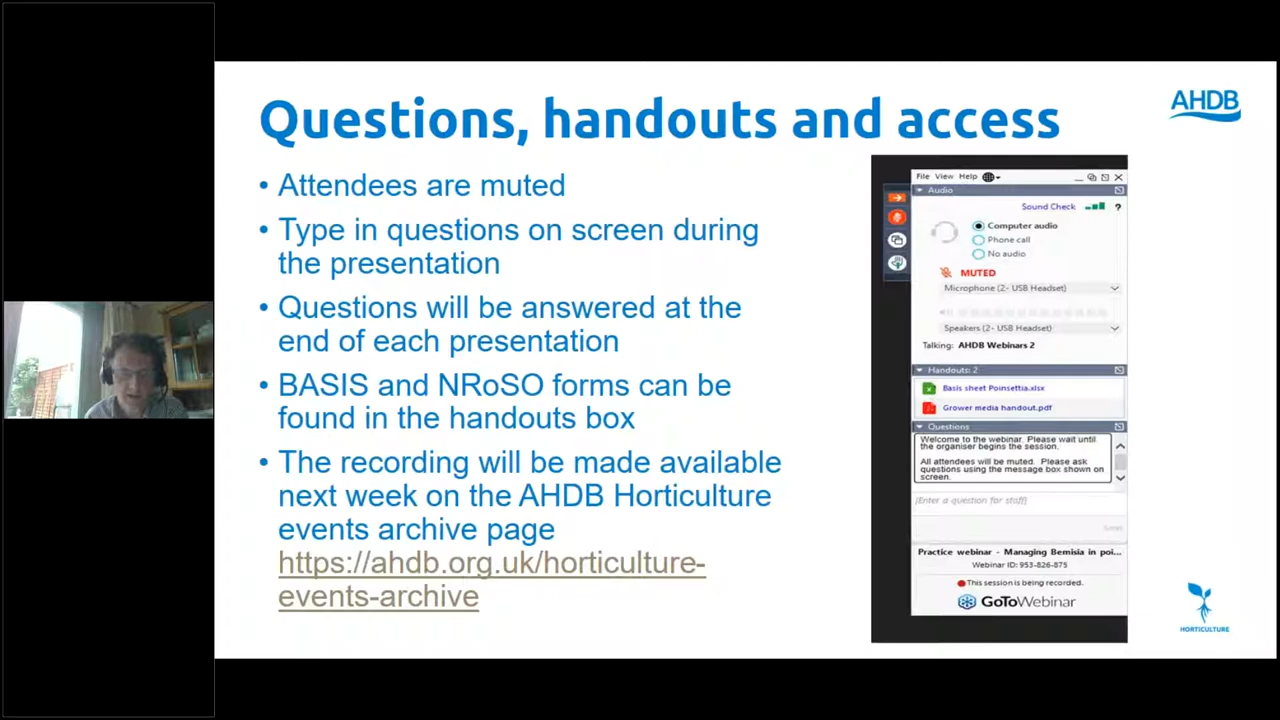 Questions, handouts and access
AHDB
• Attendees are muted
• Type in questions on screen during
the presentation
• Questions will be answered at the
end of each presentation
• BASIS and NRoSO forms can be
found in the handouts box
• The recording will be made available
next week on the AHDB Horticulture
events archive page
https://ahdb.org.uk/horticulture-
events-archive
File View Help
Audio
Sound Check ?
Computer audio
Phone call
No audio
MUTED
Microphone (2- USB Headset)
Speakers (2- USB Headset)
Talking: AHDB Webinars 2
Handouts: 2
Basis sheet Poinsettia.xlsx
Grower media handout.pdf
Questions
Welcome to the webinar. Please wait until
the organiser begins the session.
All attendees will be muted. Please ask
questions using the message box shown on
screen.
[Enter a question for staff]
Send
Practice webinar - Managing Bemisia in poi...
Webinar ID: 953-826-875
This session is being recorded.
GoToWebinar
HORTICULTURE